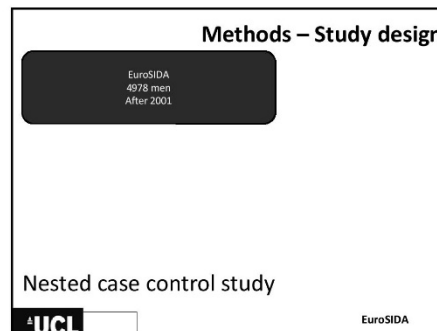 Methods – Study design
EuroSIDA
4978 men
After 2001
Nested case control study
UCL
EuroSIDA